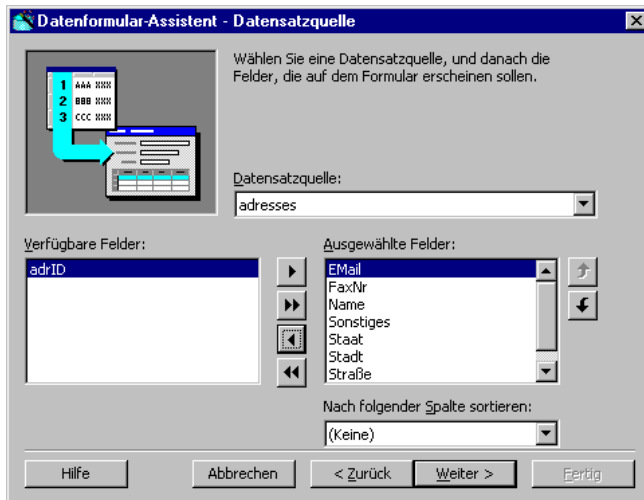 Datenformular-Assistent - Datensatzquelle
Wählen Sie eine Datensatzquelle, und danach die
Felder, die auf dem Formular erscheinen sollen.
1 AAA XXX
2 BBB XXX
3 CCC XXX
Datensatzquelle:
adresses
Verfügbare Felder:
adrID
Ausgewählte Felder:
EMail
FaxNr
Name
Sonstiges
Staat
Stadt
Straße
Nach folgender Spalte sortieren:
(Keine)
Hilfe
Abbrechen
< Zurück
Weiter >
Fertig